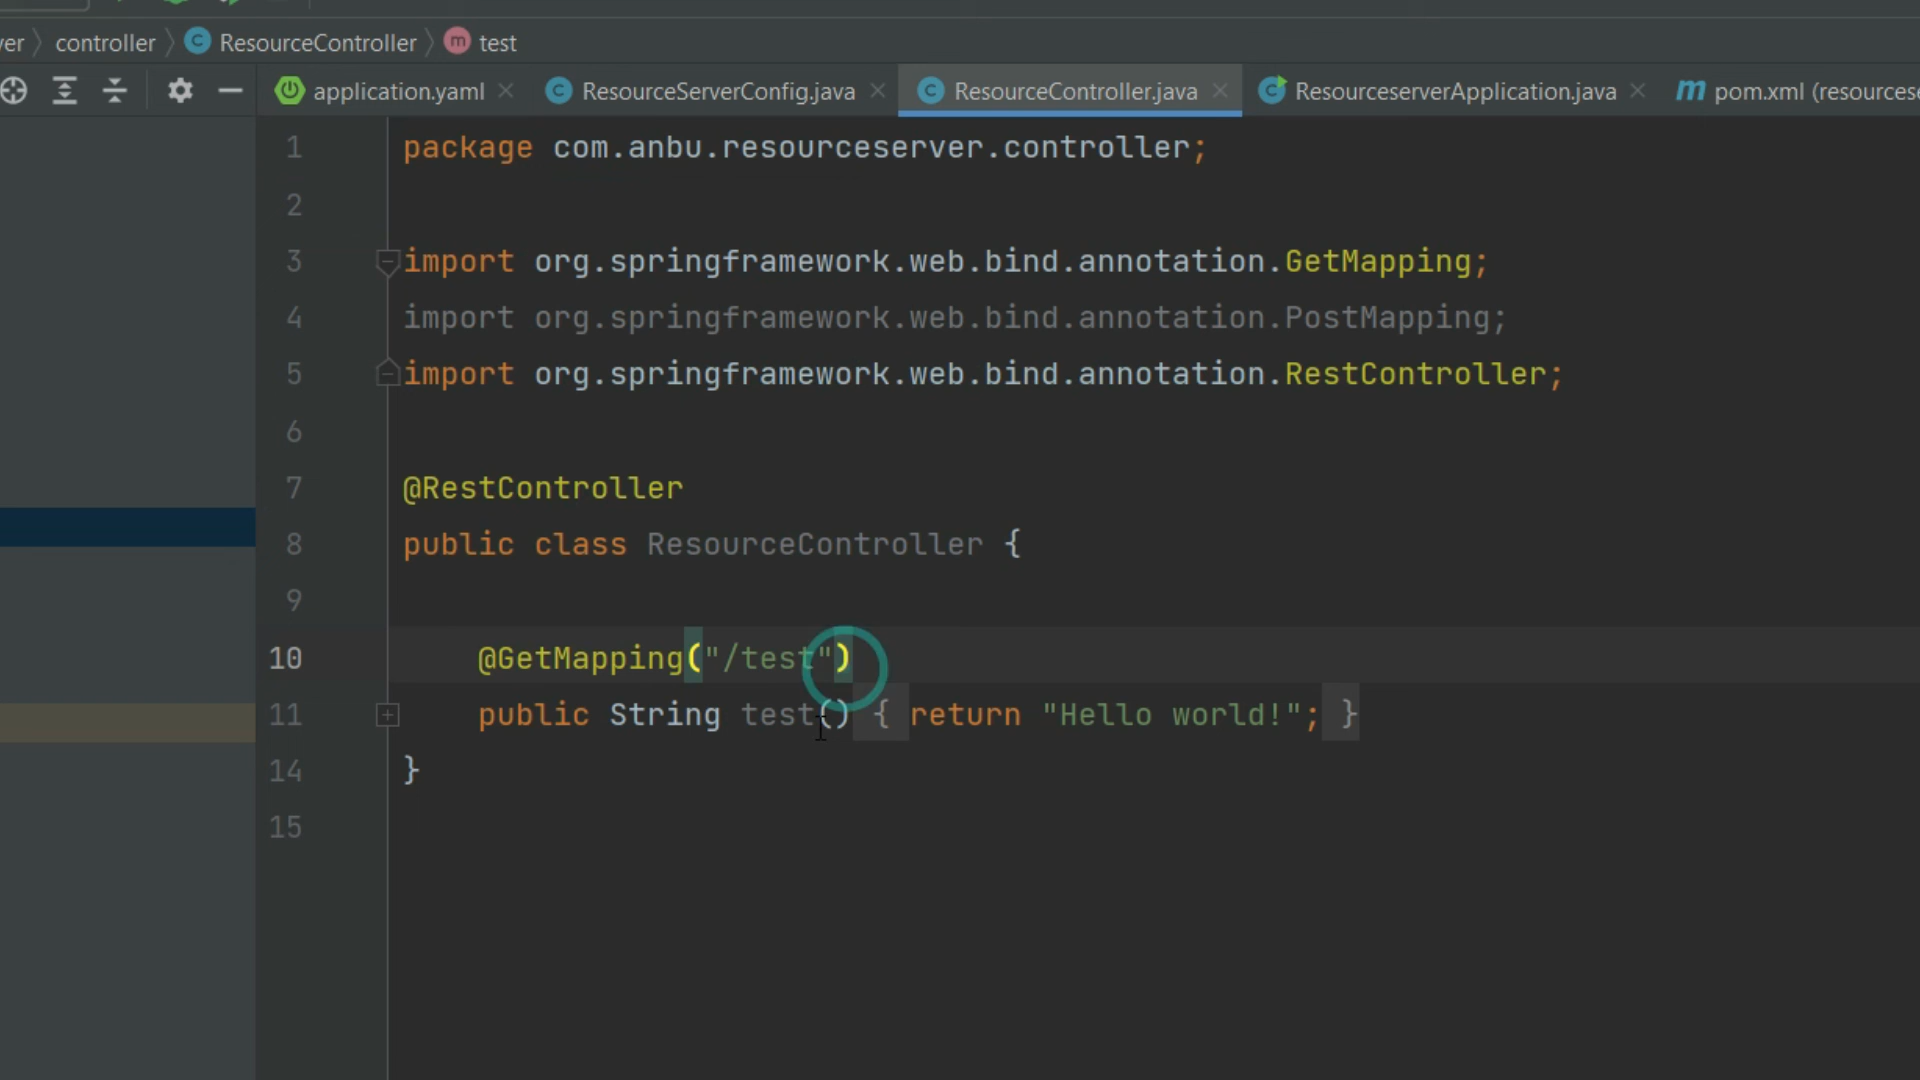 ver controller ResourceController test
application.yaml ResourceServerConfig.java ResourceController.java ResourceserverApplication.java pom.xml (resourcese
1 package com.anbu.resourceserver.controller;
2
3 import org.springframework.web.bind.annotation.GetMapping;
4 import org.springframework.web.bind.annotation.PostMapping;
5 import org.springframework.web.bind.annotation.RestController;
6
7 @RestController
8 public class ResourceController {
9
10 @GetMapping("/test")
11 public String test() { return "Hello world!"; }
14 }
15